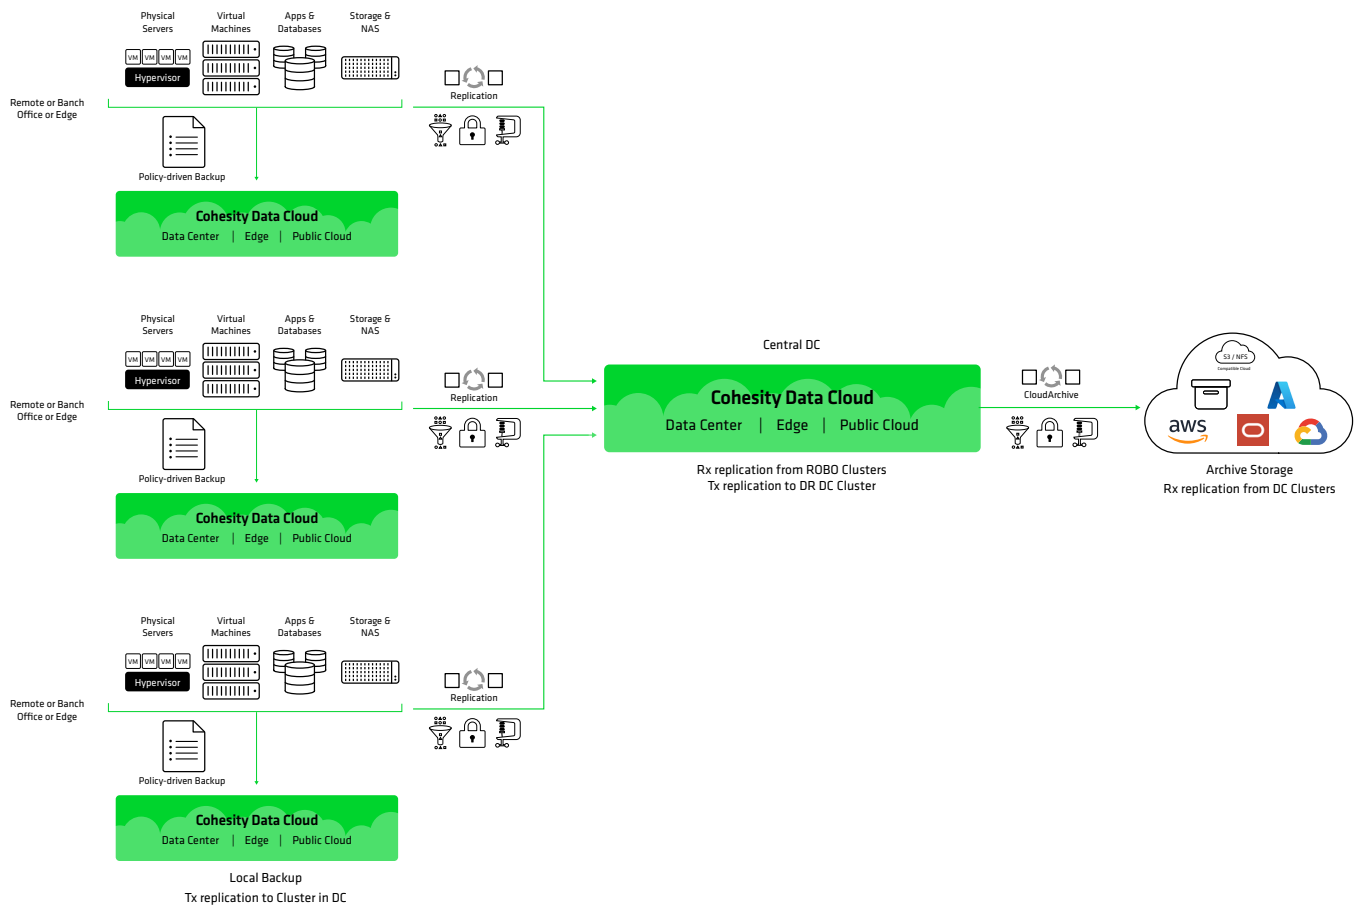 Physical
Servers
Virtual
Machines
Apps &
Databases
Storage &
NAS
VM VM VM VM
Hypervisor
Remote or Banch
Office or Edge
Replication
Policy-driven Backup
Cohesity Data Cloud
Data Center | Edge | Public Cloud
Physical
Servers
Virtual
Machines
Apps &
Databases
Storage &
NAS
VM VM VM VM
Hypervisor
Remote or Banch
Office or Edge
Replication
Policy-driven Backup
Cohesity Data Cloud
Data Center | Edge | Public Cloud
Physical
Servers
Virtual
Machines
Apps &
Databases
Storage &
NAS
VM VM VM VM
Hypervisor
Remote or Banch
Office or Edge
Replication
Policy-driven Backup
Cohesity Data Cloud
Data Center | Edge | Public Cloud
Local Backup
Tx replication to Cluster in DC
Central DC
Cohesity Data Cloud
Data Center | Edge | Public Cloud
Rx replication from ROBO Clusters
Tx replication to DR DC Cluster
CloudArchive
S3 / NFS
Compatible Cloud
aws
Archive Storage
Rx replication from DC Clusters